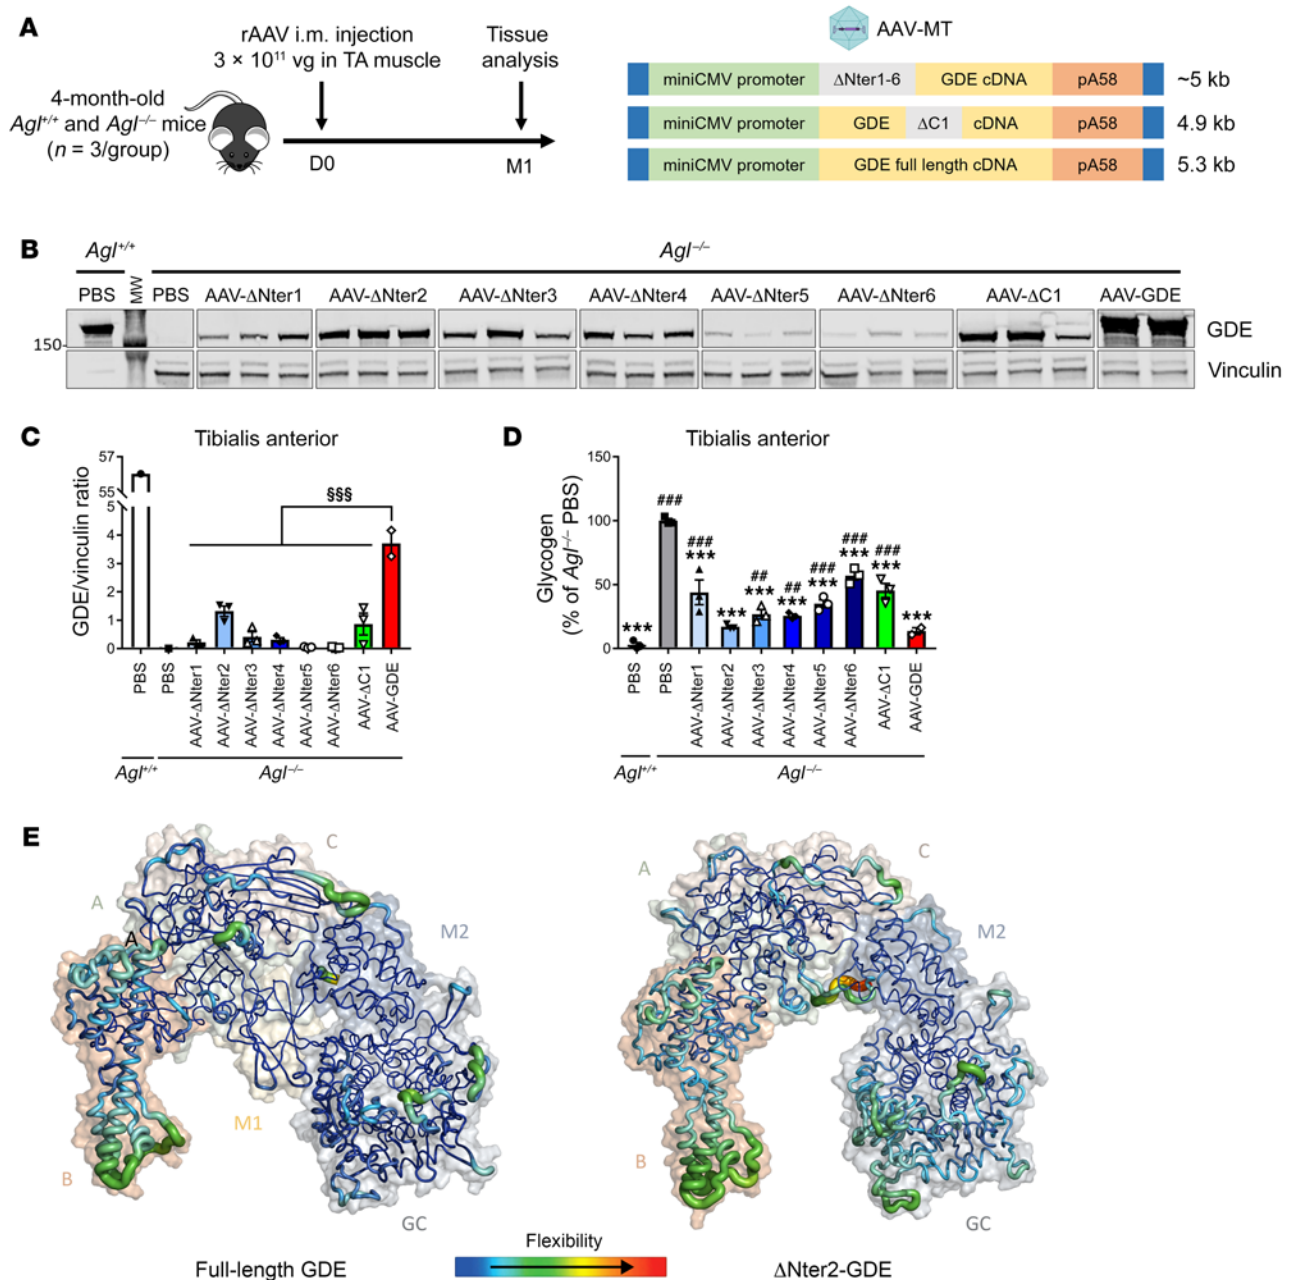 A
rAAV i.m. injection
3 × 10¹¹ vg in TA muscle
Tissue
analysis
4-month-old
Agl⁺/⁺ and Agl⁻/⁻ mice
(n = 3/group)
D0
M1
AAV-MT
miniCMV promoter ΔNter1-6 GDE cDNA pA58 ~5 kb
miniCMV promoter GDE ΔC1 cDNA pA58 4.9 kb
miniCMV promoter GDE full length cDNA pA58 5.3 kb
B
Agl⁺/⁺ Agl⁻/⁻
PBS MW PBS AAV-ΔNter1 AAV-ΔNter2 AAV-ΔNter3 AAV-ΔNter4 AAV-ΔNter5 AAV-ΔNter6 AAV-ΔC1 AAV-GDE
GDE
150
Vinculin
C
Tibialis anterior
GDE/vinculin ratio
57
55
5
4
3
2
1
0
§§§
PBS PBS AAV-ΔNter1 AAV-ΔNter2 AAV-ΔNter3 AAV-ΔNter4 AAV-ΔNter5 AAV-ΔNter6 AAV-ΔC1 AAV-GDE
Agl⁺/⁺ Agl⁻/⁻
D
Tibialis anterior
Glycogen
(% of Agl⁻/⁻ PBS)
150
100
50
0
*** ### ### *** *** ## *** ## *** ### *** ### *** ### *** ***
PBS PBS AAV-ΔNter1 AAV-ΔNter2 AAV-ΔNter3 AAV-ΔNter4 AAV-ΔNter5 AAV-ΔNter6 AAV-ΔC1 AAV-GDE
Agl⁺/⁺ Agl⁻/⁻
E
C
A
A
M2
M1
B
GC
Full-length GDE
A
C
M2
B
GC
ΔNter2-GDE
Flexibility